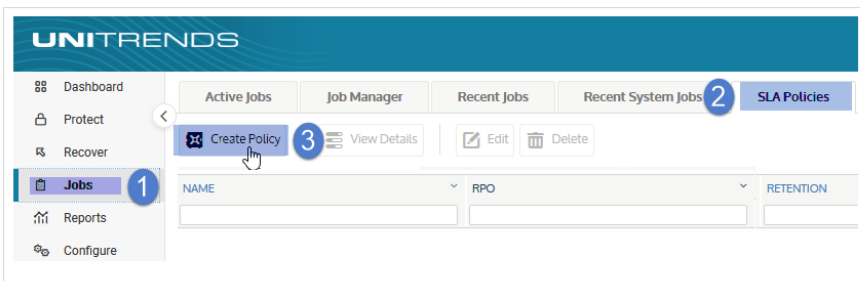 UNITRENDS
Dashboard
Protect
Recover
Jobs 1
Reports
Configure
Active Jobs Job Manager Recent Jobs Recent System Jobs 2 SLA Policies
Create Policy 3 View Details Edit Delete
NAME RPO RETENTION